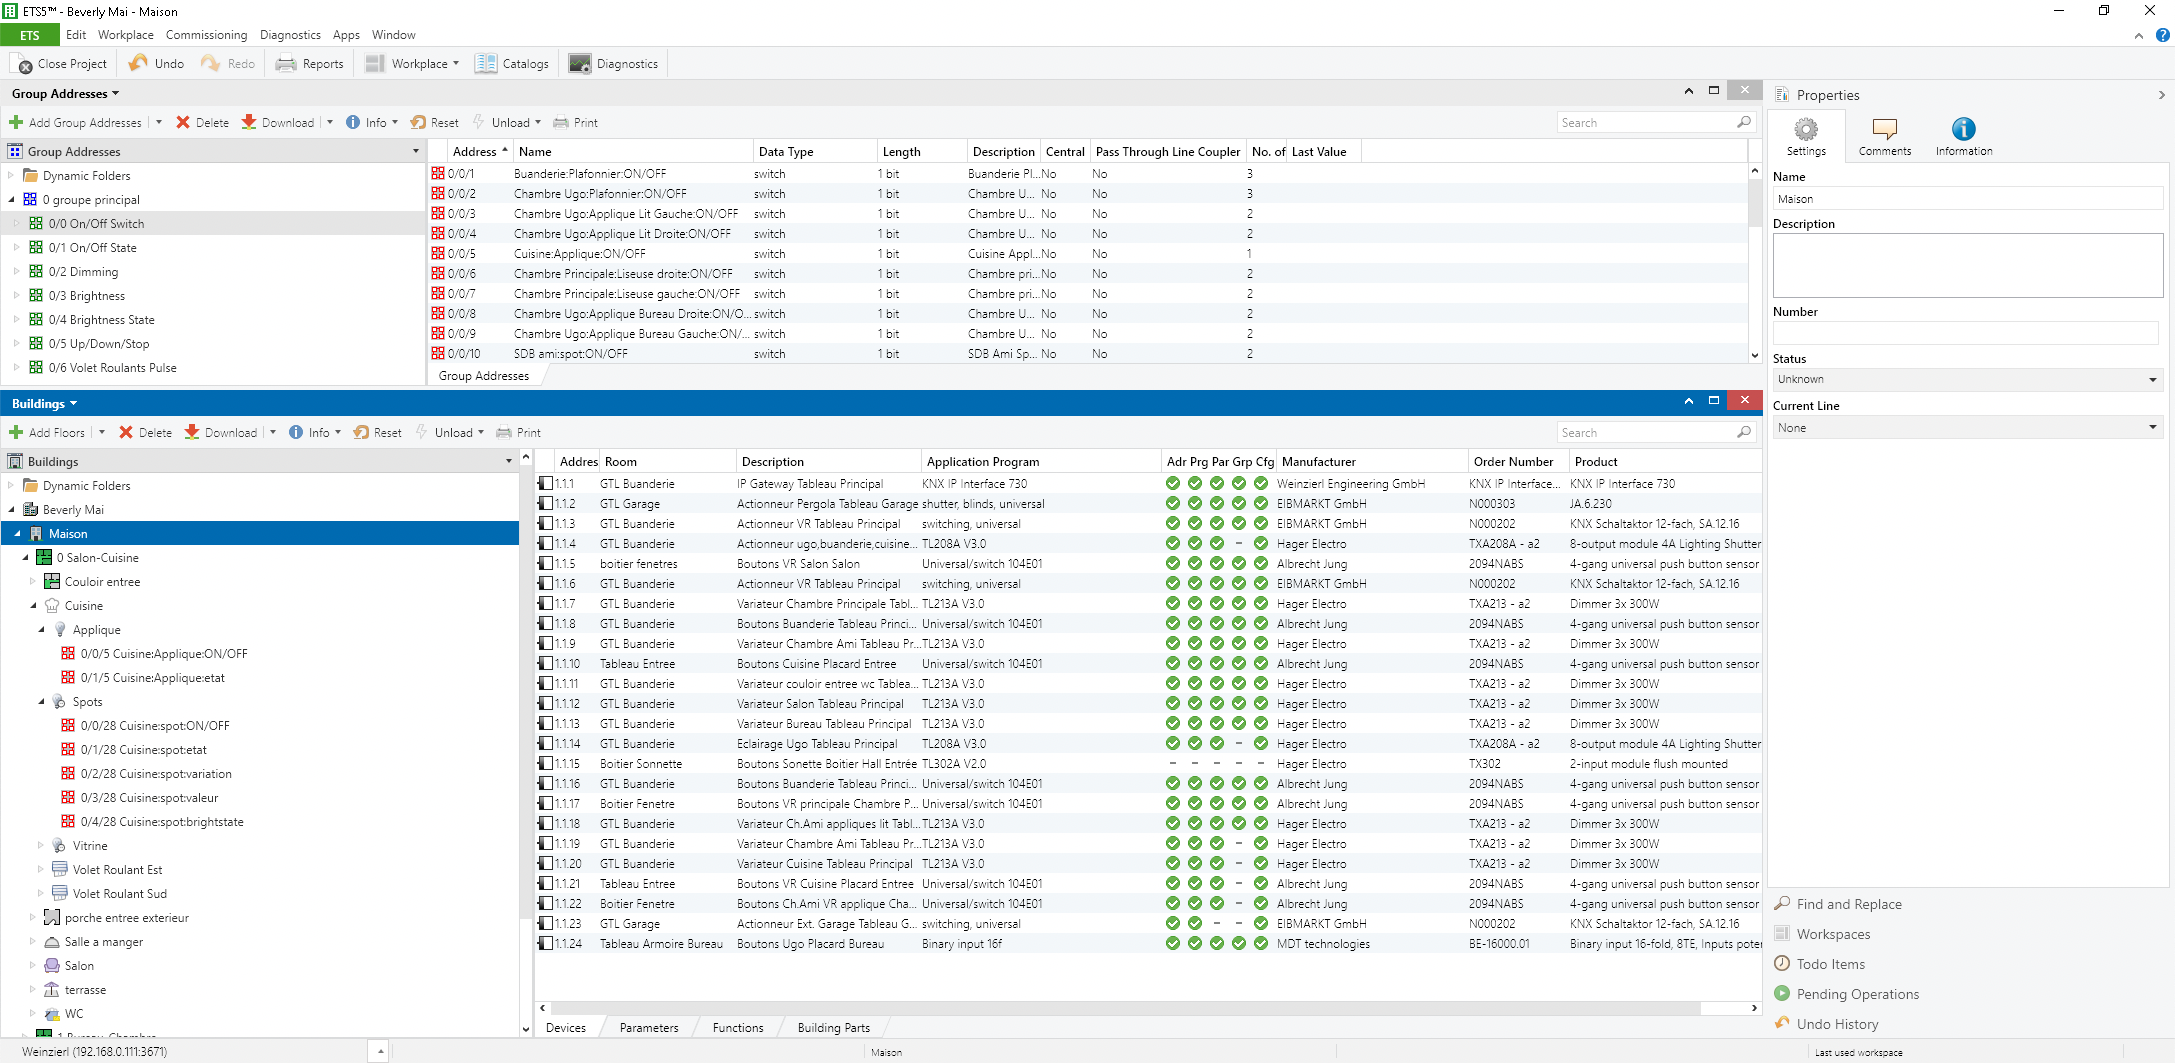 ETS5™ - Beverly Mai - Maison
ETS Edit Workplace Commissioning Diagnostics Apps Window
Close Project Undo Redo Reports Workplace Catalogs Diagnostics
Group Addresses
Add Group Addresses Delete Download Info Reset Unload Print Search
Group Addresses
Dynamic Folders
0 groupe principal
0/0 On/Off Switch
0/1 On/Off State
0/2 Dimming
0/3 Brightness
0/4 Brightness State
0/5 Up/Down/Stop
0/6 Volet Roulants Pulse
Address Name Data Type Length Description Central Pass Through Line Coupler No. of Last Value
0/0/1 Buanderie:Plafonnier:ON/OFF switch 1 bit Buanderie Pl... No No 3
0/0/2 Chambre Ugo:Plafonnier:ON/OFF switch 1 bit Chambre U... No No 3
0/0/3 Chambre Ugo:Applique Lit Gauche:ON/OFF switch 1 bit Chambre U... No No 2
0/0/4 Chambre Ugo:Applique Lit Droite:ON/OFF switch 1 bit Chambre U... No No 2
0/0/5 Cuisine:Applique:ON/OFF switch 1 bit Cuisine Appl... No No 1
0/0/6 Chambre Principale:Liseuse droite:ON/OFF switch 1 bit Chambre pri... No No 2
0/0/7 Chambre Principale:Liseuse gauche:ON/OFF switch 1 bit Chambre pri... No No 2
0/0/8 Chambre Ugo:Applique Bureau Droite:ON/O... switch 1 bit Chambre U... No No 2
0/0/9 Chambre Ugo:Applique Bureau Gauche:ON/... switch 1 bit Chambre U... No No 2
0/0/10 SDB ami:spot:ON/OFF switch 1 bit SDB Ami Sp... No No 2
Group Addresses
Buildings
Add Floors Delete Download Info Reset Unload Print Search
Buildings
Dynamic Folders
Beverly Mai
Maison
0 Salon-Cuisine
Couloir entree
Cuisine
Applique
0/0/5 Cuisine:Applique:ON/OFF
0/1/5 Cuisine:Applique:etat
Spots
0/0/28 Cuisine:spot:ON/OFF
0/1/28 Cuisine:spot:etat
0/2/28 Cuisine:spot:variation
0/3/28 Cuisine:spot:valeur
0/4/28 Cuisine:spot:brightstate
Vitrine
Volet Roulant Est
Volet Roulant Sud
porche entree exterieur
Salle a manger
Salon
terrasse
WC
1 Bureau-Chambre
Addres Room Description Application Program Adr Prg Par Grp Cfg Manufacturer Order Number Product
1.1.1 GTL Buanderie IP Gateway Tableau Principal KNX IP Interface 730 Weinzierl Engineering GmbH KNX IP Interface... KNX IP Interface 730
1.1.2 GTL Garage Actionneur Pergola Tableau Garage shutter, blinds, universal EIBMARKT GmbH N000303 JA.6.230
1.1.3 GTL Buanderie Actionneur VR Tableau Principal switching, universal EIBMARKT GmbH N000202 KNX Schaltaktor 12-fach, SA.12.16
1.1.4 GTL Buanderie Actionneur ugo,buanderie,cuisine... TL208A V3.0 – Hager Electro TXA208A - a2 8-output module 4A Lighting Shutter
1.1.5 boitier fenetres Boutons VR Salon Salon Universal/switch 104E01 Albrecht Jung 2094NABS 4-gang universal push button sensor
1.1.6 GTL Buanderie Actionneur VR Tableau Principal switching, universal EIBMARKT GmbH N000202 KNX Schaltaktor 12-fach, SA.12.16
1.1.7 GTL Buanderie Variateur Chambre Principale Tabl... TL213A V3.0 Hager Electro TXA213 - a2 Dimmer 3x 300W
1.1.8 GTL Buanderie Boutons Buanderie Tableau Princi... Universal/switch 104E01 Albrecht Jung 2094NABS 4-gang universal push button sensor
1.1.9 GTL Buanderie Variateur Chambre Ami Tableau Pr... TL213A V3.0 Hager Electro TXA213 - a2 Dimmer 3x 300W
1.1.10 Tableau Entree Boutons Cuisine Placard Entree Universal/switch 104E01 Albrecht Jung 2094NABS 4-gang universal push button sensor
1.1.11 GTL Buanderie Variateur couloir entree wc Tablea... TL213A V3.0 Hager Electro TXA213 - a2 Dimmer 3x 300W
1.1.12 GTL Buanderie Variateur Salon Tableau Principal TL213A V3.0 Hager Electro TXA213 - a2 Dimmer 3x 300W
1.1.13 GTL Buanderie Variateur Bureau Tableau Principal TL213A V3.0 Hager Electro TXA213 - a2 Dimmer 3x 300W
1.1.14 GTL Buanderie Eclairage Ugo Tableau Principal TL208A V3.0 – Hager Electro TXA208A - a2 8-output module 4A Lighting Shutter
1.1.15 Boitier Sonnette Boutons Sonette Boitier Hall Entrée TL302A V2.0 – – – – – Hager Electro TX302 2-input module flush mounted
1.1.16 GTL Buanderie Boutons Buanderie Tableau Princi... Universal/switch 104E01 Albrecht Jung 2094NABS 4-gang universal push button sensor
1.1.17 Boitier Fenetre Boutons VR principale Chambre P... Universal/switch 104E01 Albrecht Jung 2094NABS 4-gang universal push button sensor
1.1.18 GTL Buanderie Variateur Ch.Ami appliques lit Tabl... TL213A V3.0 Hager Electro TXA213 - a2 Dimmer 3x 300W
1.1.19 GTL Buanderie Variateur Chambre Ami Tableau Pr... TL213A V3.0 – Hager Electro TXA213 - a2 Dimmer 3x 300W
1.1.20 GTL Buanderie Variateur Cuisine Tableau Principal TL213A V3.0 – Hager Electro TXA213 - a2 Dimmer 3x 300W
1.1.21 Tableau Entree Boutons VR Cuisine Placard Entree Universal/switch 104E01 – Albrecht Jung 2094NABS 4-gang universal push button sensor
1.1.22 Boitier Fenetre Boutons Ch.Ami VR applique Cha... Universal/switch 104E01 – Albrecht Jung 2094NABS 4-gang universal push button sensor
1.1.23 GTL Garage Actionneur Ext. Garage Tableau G... switching, universal – – EIBMARKT GmbH N000202 KNX Schaltaktor 12-fach, SA.12.16
1.1.24 Tableau Armoire Bureau Boutons Ugo Placard Bureau Binary input 16f MDT technologies BE-16000.01 Binary input 16-fold, 8TE, Inputs poter
Devices Parameters Functions Building Parts
Properties
Settings Comments Information
Name
Maison
Description
Number
Status
Unknown
Current Line
None
Find and Replace
Workspaces
Todo Items
Pending Operations
Undo History
Weinzierl (192.168.0.111:3671) Maison Last used workspace